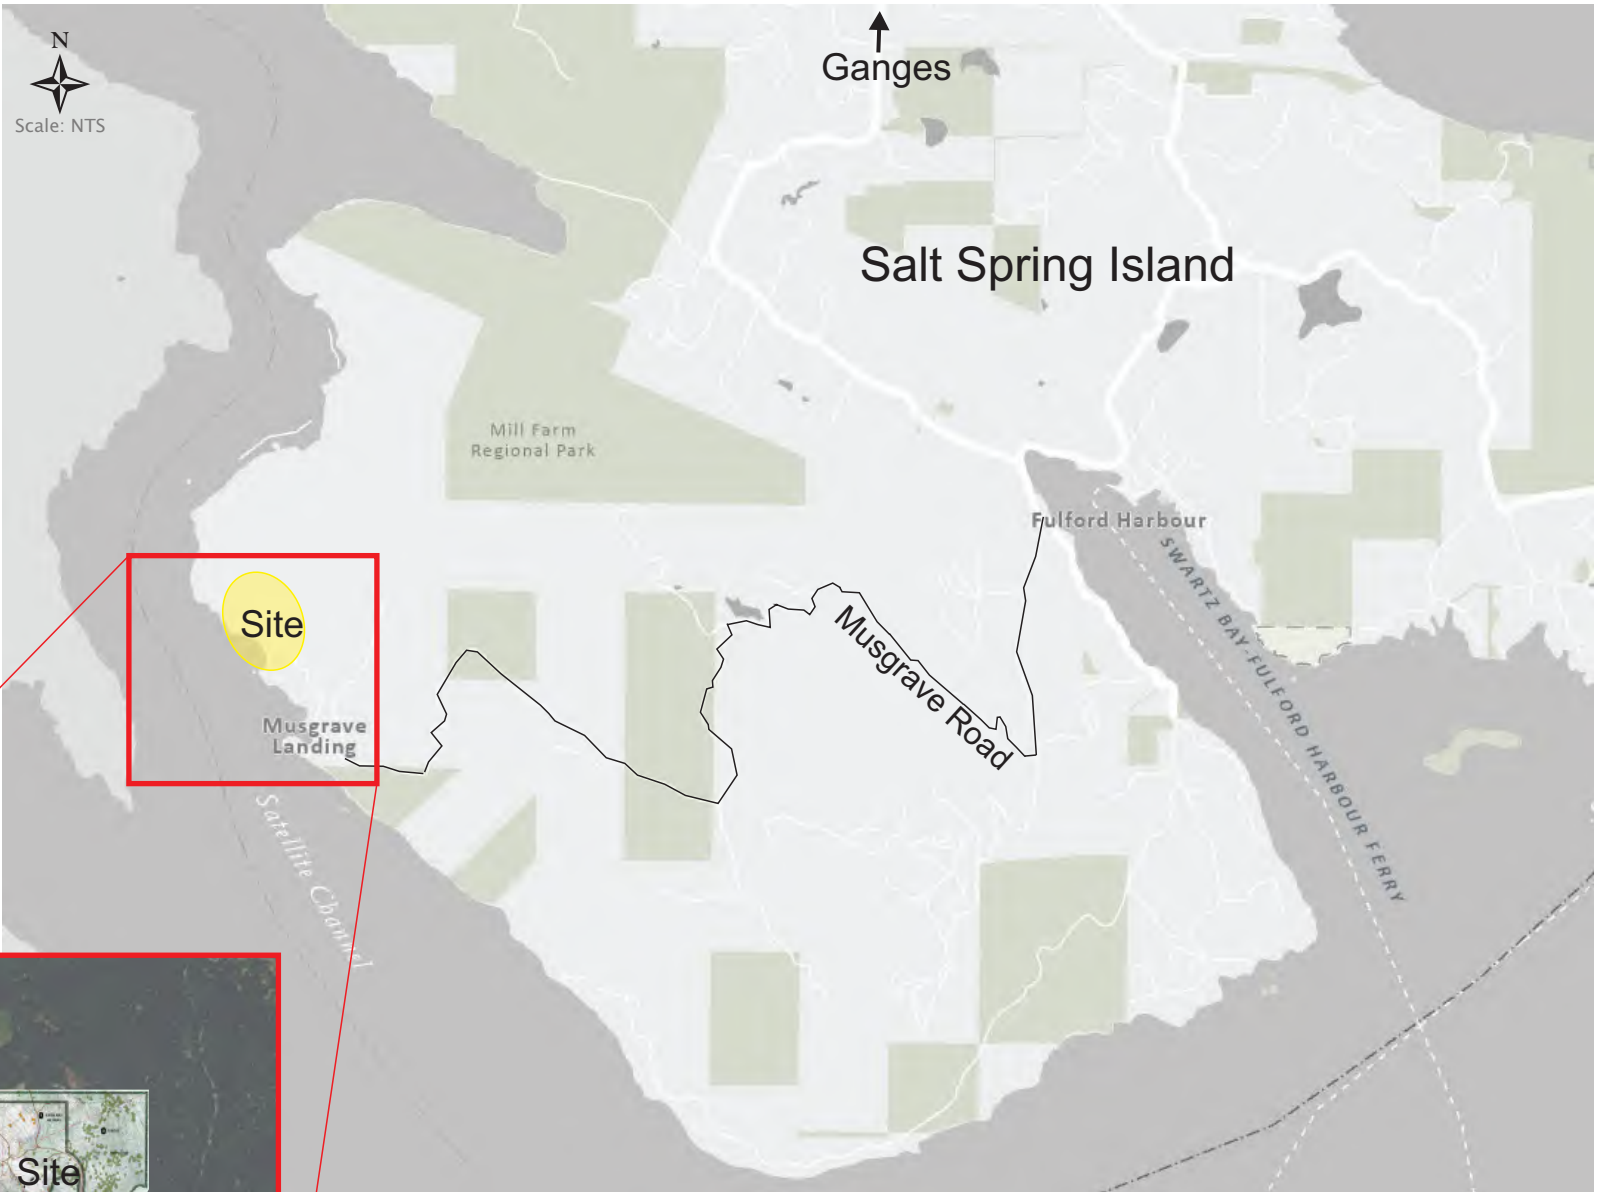 N
Scale: NTS
Ganges
Salt Spring Island
Mill Farm
Regional Park
Fulford Harbour
SWARTZ BAY-FULFORD HARBOUR FERRY
Site
Musgrave Road
Musgrave
Landing
Satellite Channel
Site